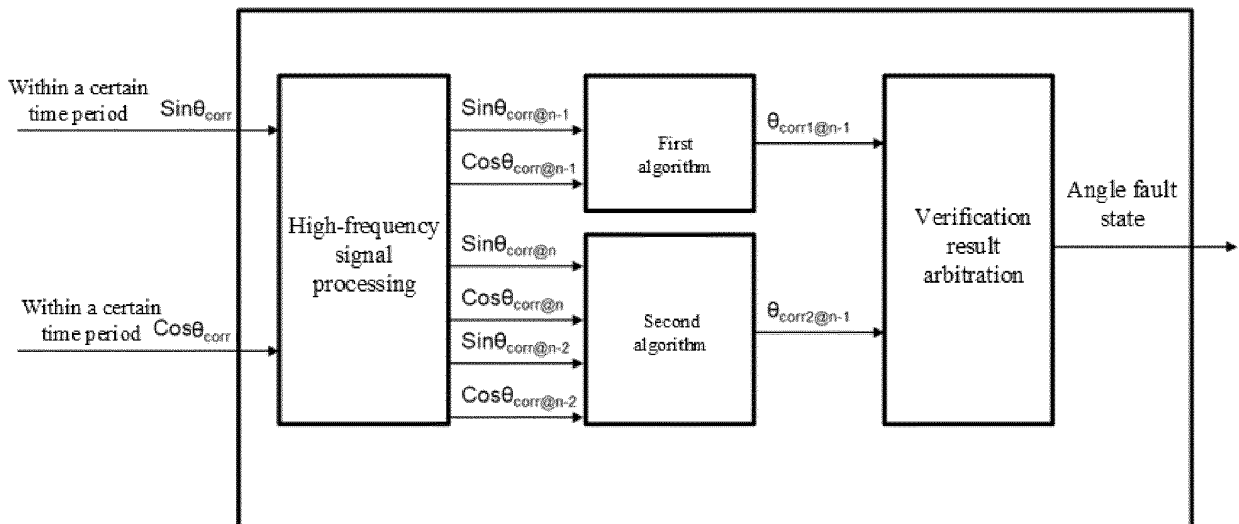 Within a certain
time period
Sinθcorr
Within a certain
time period
Cosθcorr
High-frequency
signal
processing
Sinθcorr@n-1
Cosθcorr@n-1
Sinθcorr@n
Cosθcorr@n
Sinθcorr@n-2
Cosθcorr@n-2
First
algorithm
Second
algorithm
θcorr1@n-1
θcorr2@n-1
Verification
result
arbitration
Angle fault
state